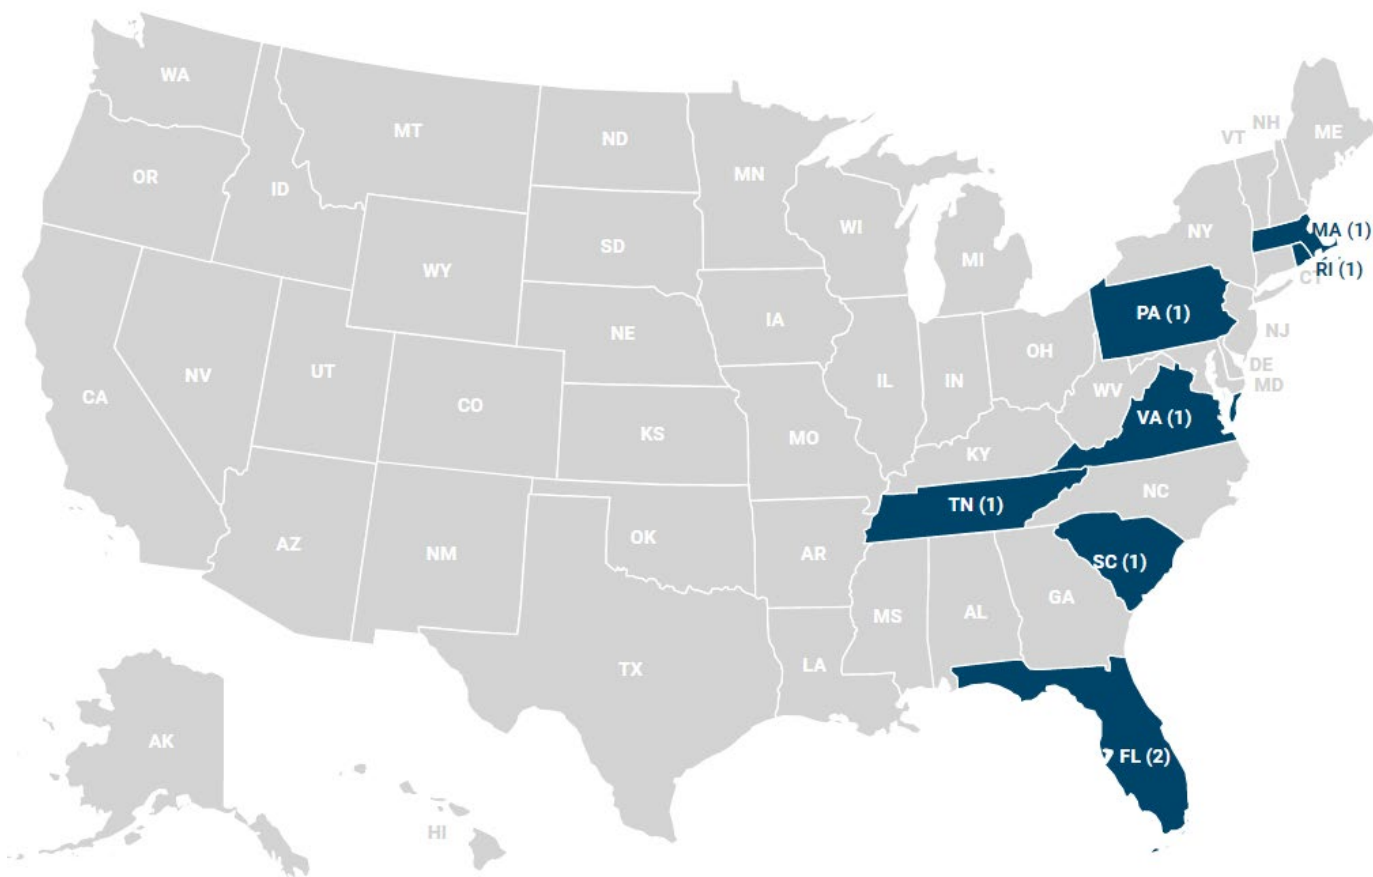 WA
MT
ND
MN
OR
ID
SD
WI
MI
VT
NH
ME
NY
MA (1)
RI (1)
CT
WY
NE
IA
PA (1)
NJ
OH
NV
UT
CO
IL
IN
DE
MD
CA
KS
MO
WV
VA (1)
KY
NC
TN (1)
AZ
NM
OK
AR
SC (1)
MS
AL
GA
TX
LA
AK
FL (2)
HI